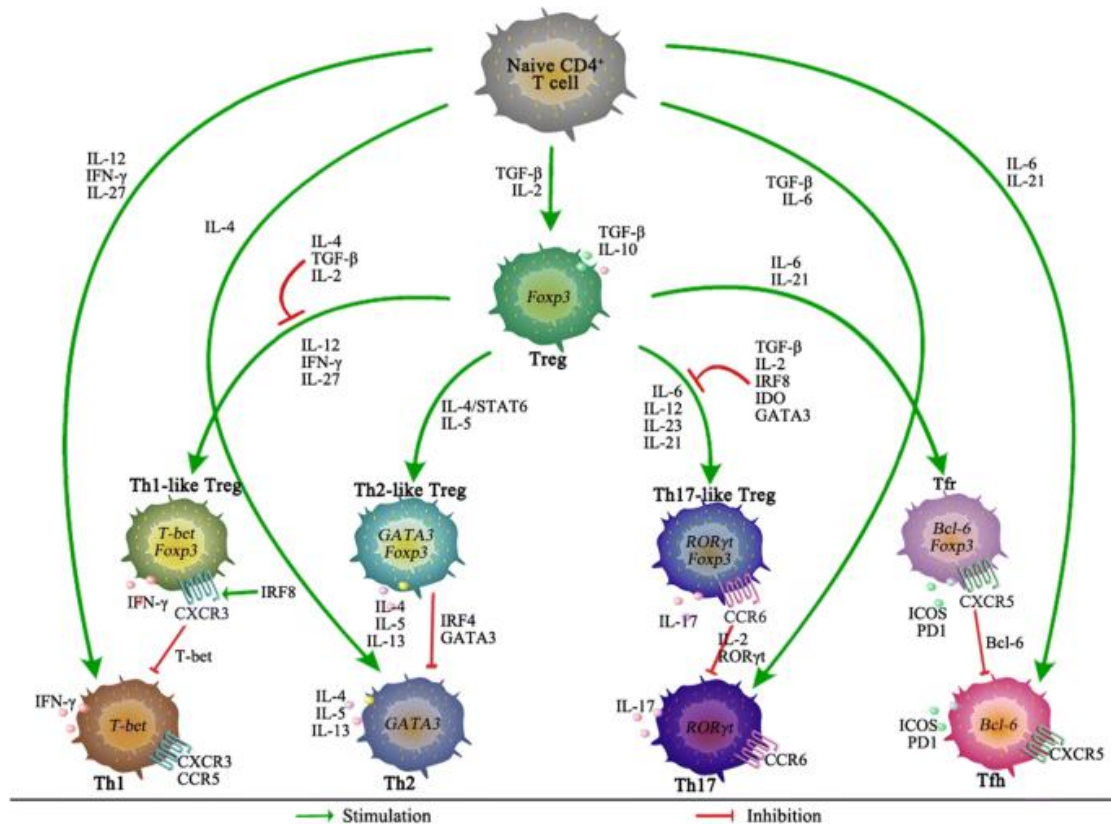 Naive CD4⁺
T cell
IL-12
IFN-γ
IL-27
IL-4
TGF-β
IL-2
TGF-β
IL-6
IL-6
IL-21
IL-4
TGF-β
IL-2
TGF-β
IL-10
Foxp3
Treg
IL-6
IL-21
IL-12
IFN-γ
IL-27
IL-4/STAT6
IL-5
IL-6
IL-12
IL-23
IL-21
TGF-β
IL-2
IRF8
IDO
GATA3
Th1-like Treg
T-bet
Foxp3
IFN-γ
CXCR3
IRF8
T-bet
Th2-like Treg
GATA3
Foxp3
IL-4
IL-5
IL-13
IRF4
GATA3
Th17-like Treg
RORγt
Foxp3
IL-17
CCR6
IL-2
RORγt
Tfr
Bcl-6
Foxp3
ICOS
PD1
CXCR5
Bcl-6
IFN-γ
T-bet
CXCR3
CCR5
Th1
IL-4
IL-5
IL-13
GATA3
Th2
IL-17
RORγt
CCR6
Th17
ICOS
PD1
Bcl-6
CXCR5
Tfh
Stimulation
Inhibition